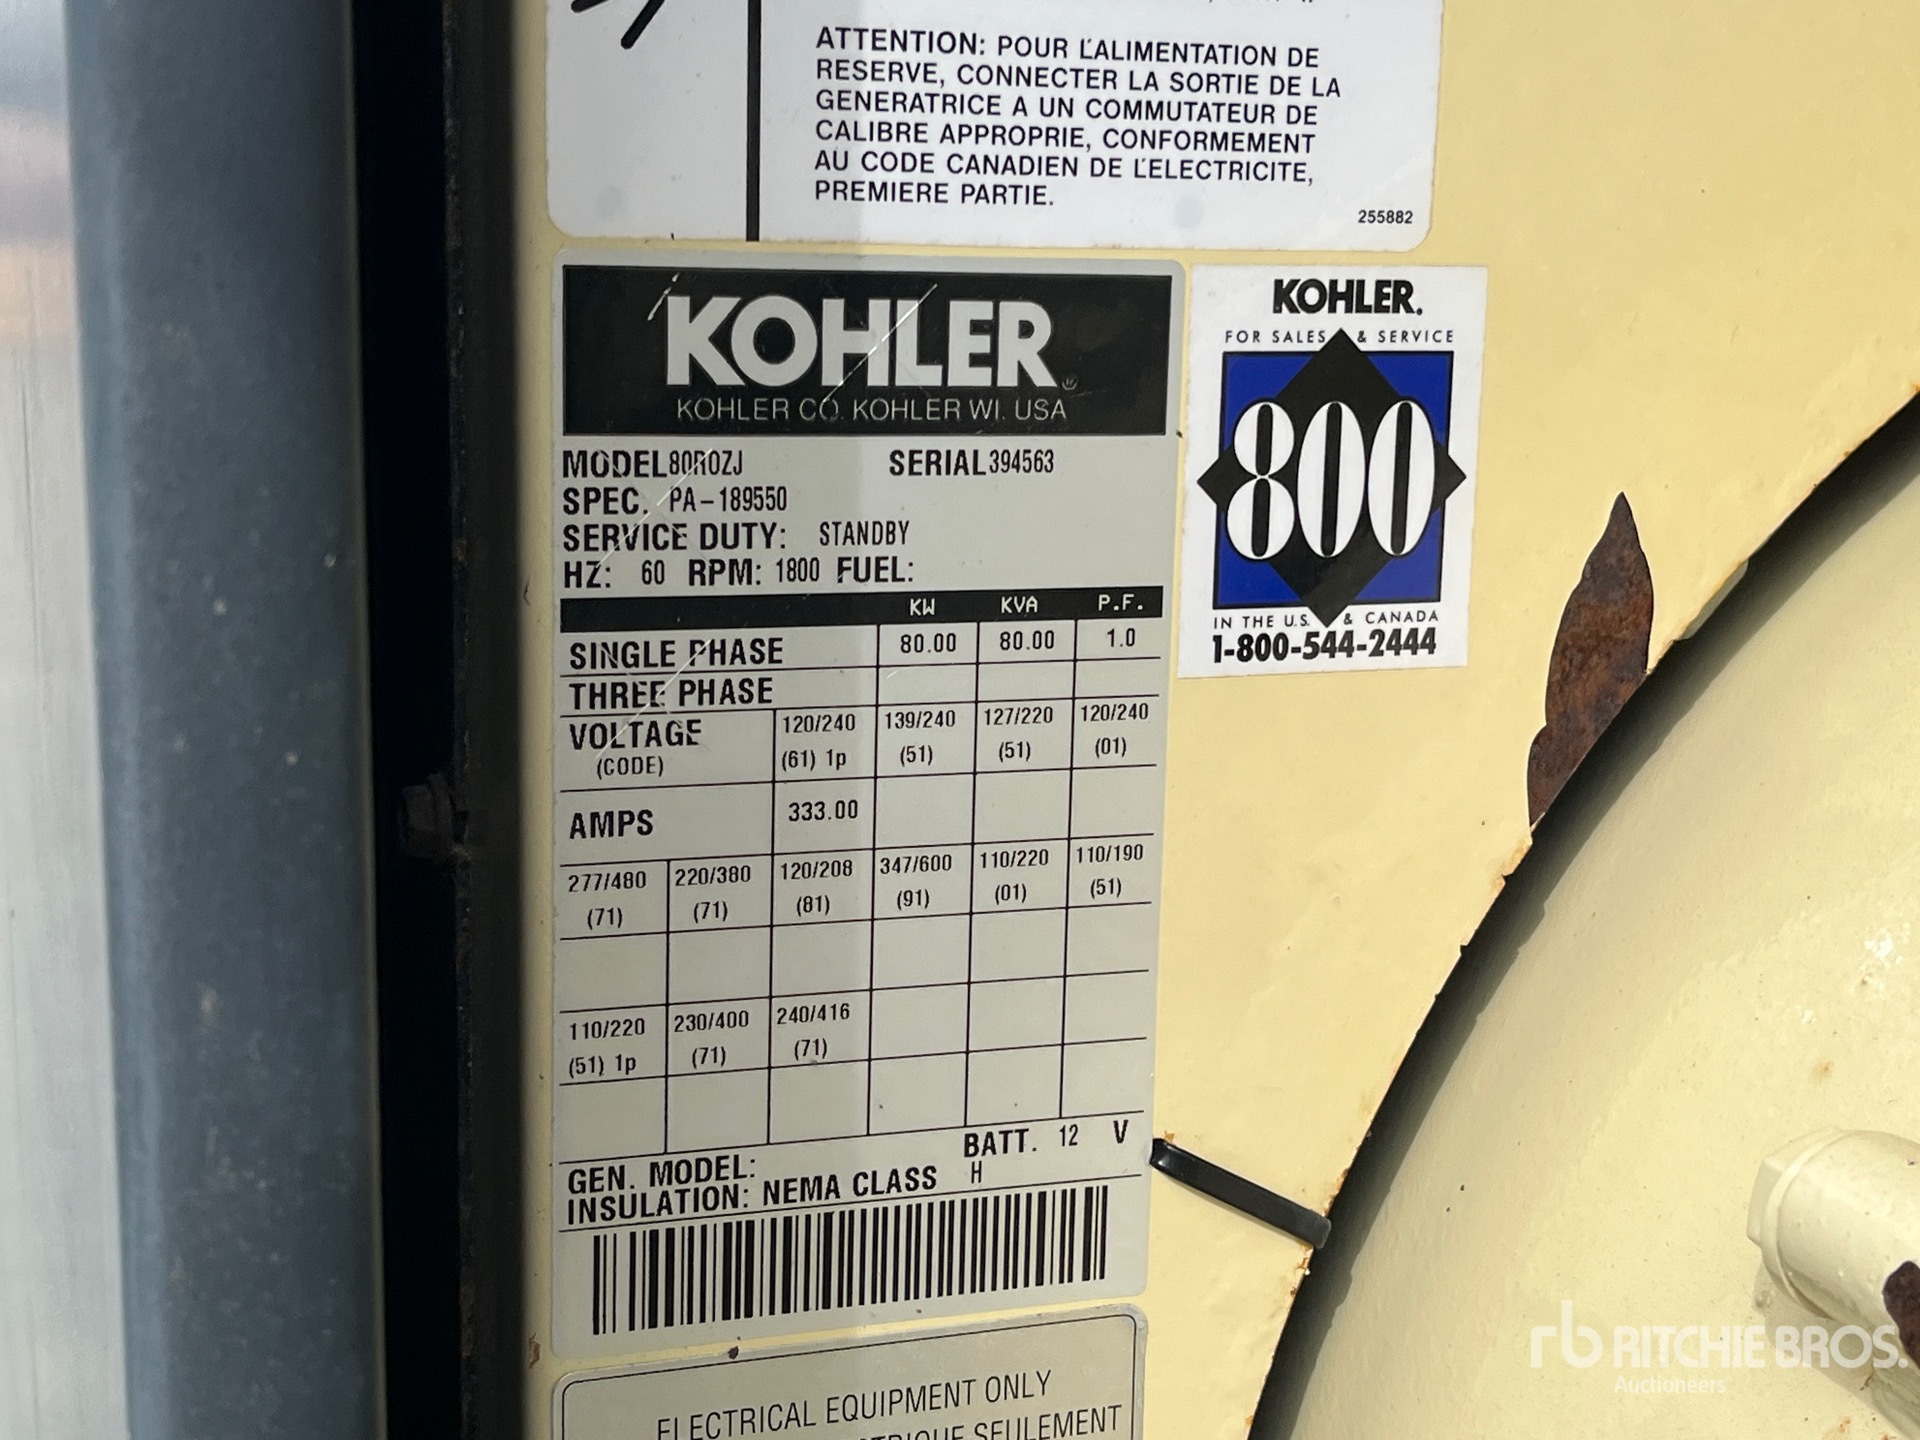 ATTENTION: POUR L'ALIMENTATION DE
RESERVE, CONNECTER LA SORTIE DE LA
GENERATRICE A UN COMMUTATEUR DE
CALIBRE APPROPRIE, CONFORMEMENT
AU CODE CANADIEN DE L'ELECTRICITE,
PREMIERE PARTIE.
255882
KOHLER
KOHLER CO. KOHLER WI. USA
MODEL 80ROZJ SERIAL 394563
SPEC. PA-189550
SERVICE DUTY: STANDBY
HZ: 60 RPM: 1800 FUEL:
KW KVA P.F.
SINGLE PHASE 80.00 80.00 1.0
THREE PHASE
VOLTAGE 120/240 139/240 127/220 120/240
(CODE) (61) 1p (51) (51) (01)
AMPS 333.00
277/480 220/380 120/208 347/600 110/220 110/190
(71) (71) (81) (91) (01) (51)
110/220 230/400 240/416
(51) 1p (71) (71)
BATT. 12 V
GEN. MODEL:
INSULATION: NEMA CLASS H
KOHLER.
FOR SALES & SERVICE
800
IN THE U.S. & CANADA
1-800-544-2444
ELECTRICAL EQUIPMENT ONLY
SEULEMENT
rb RITCHIE BROS.
Auctioneers